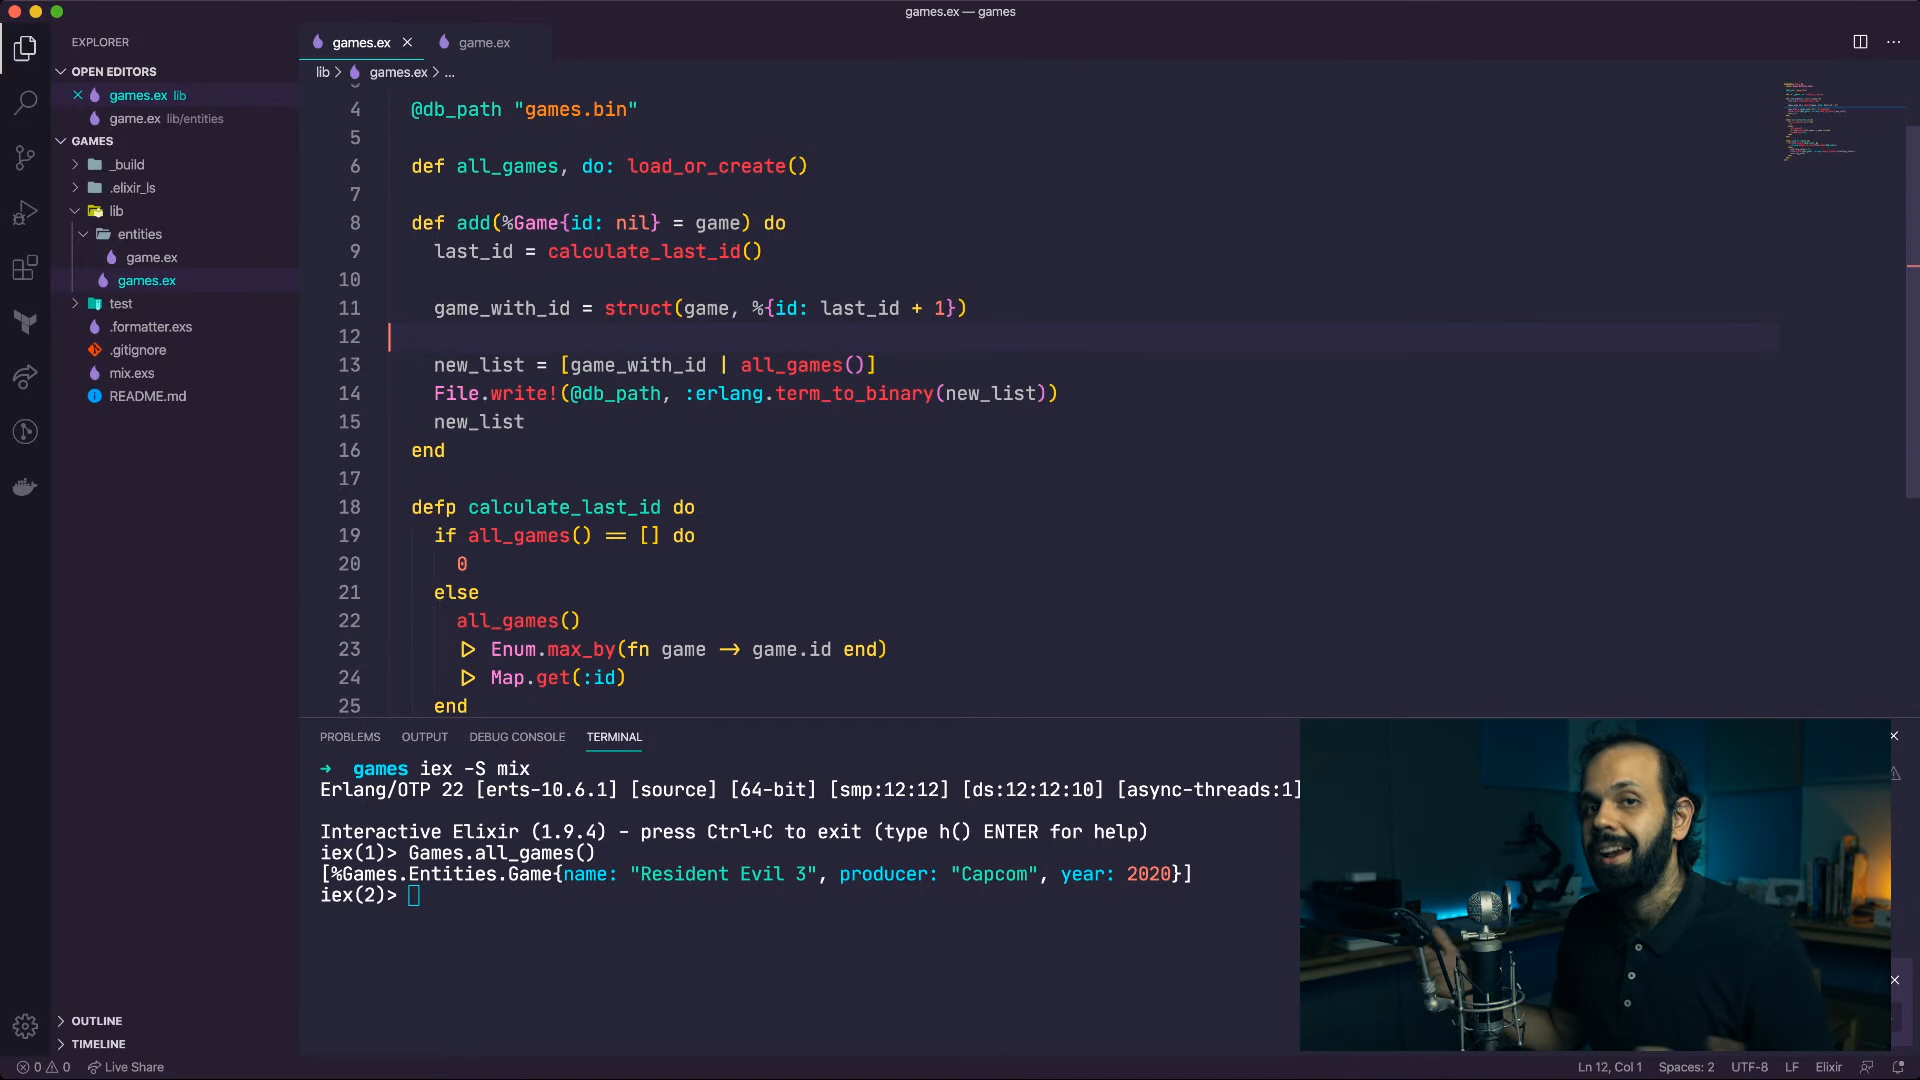 games.ex — games
EXPLORER
OPEN EDITORS
games.ex lib
game.ex lib/entities
GAMES
_build
.elixir_ls
lib
entities
game.ex
games.ex
test
.formatter.exs
.gitignore
mix.exs
README.md
OUTLINE
TIMELINE
games.ex
game.ex
lib > games.ex > ...
4 @db_path "games.bin"
5
6 def all_games, do: load_or_create()
7
8 def add(%Game{id: nil} = game) do
9 last_id = calculate_last_id()
10
11 game_with_id = struct(game, %{id: last_id + 1})
12
13 new_list = [game_with_id | all_games()]
14 File.write!(@db_path, :erlang.term_to_binary(new_list))
15 new_list
16 end
17
18 defp calculate_last_id do
19 if all_games() == [] do
20 0
21 else
22 all_games()
23 |> Enum.max_by(fn game -> game.id end)
24 |> Map.get(:id)
25 end
PROBLEMS OUTPUT DEBUG CONSOLE TERMINAL
→ games iex -S mix
Erlang/OTP 22 [erts-10.6.1] [source] [64-bit] [smp:12:12] [ds:12:12:10] [async-threads:1]
Interactive Elixir (1.9.4) - press Ctrl+C to exit (type h() ENTER for help)
iex(1)> Games.all_games()
[%Games.Entities.Game{name: "Resident Evil 3", producer: "Capcom", year: 2020}]
iex(2)>
0 0 Live Share
Ln 12, Col 1 Spaces: 2 UTF-8 LF Elixir